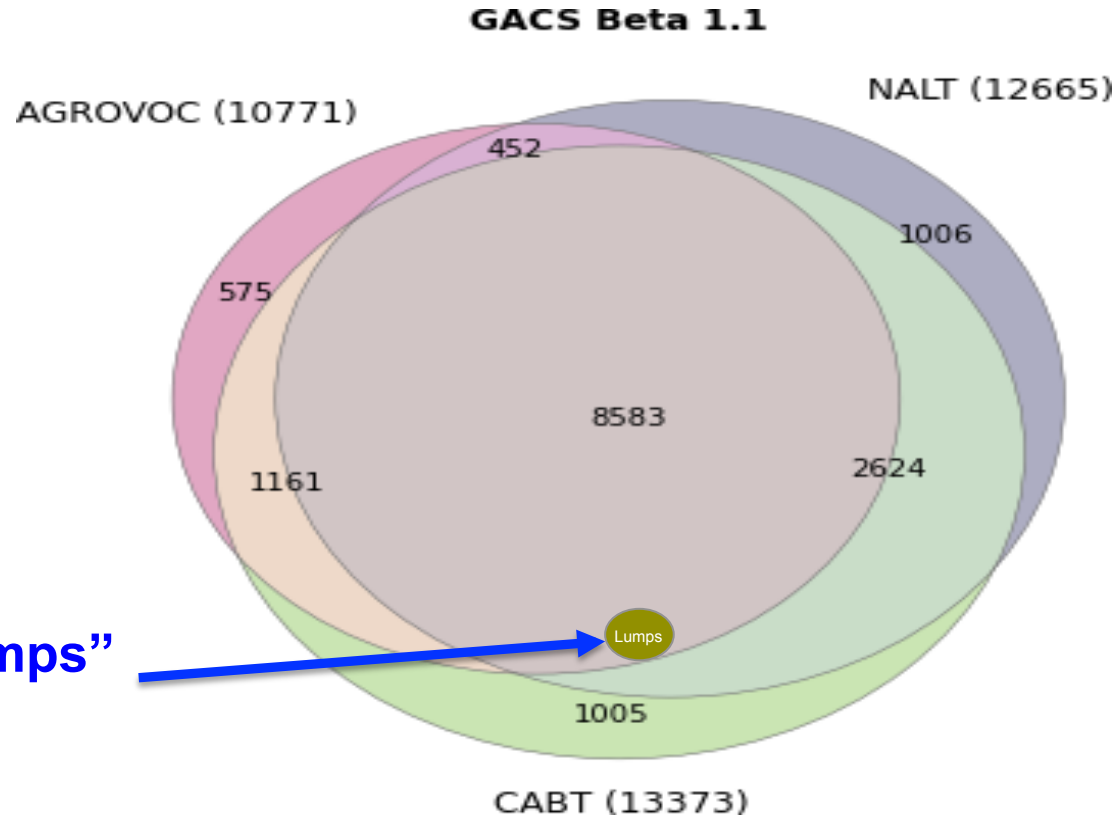 GACS Beta 1.1
NALT (12665)
AGROVOC (10771)
452
1006
575
8583
2624
1161
Lumps
mps”
1005
CABT (13373)